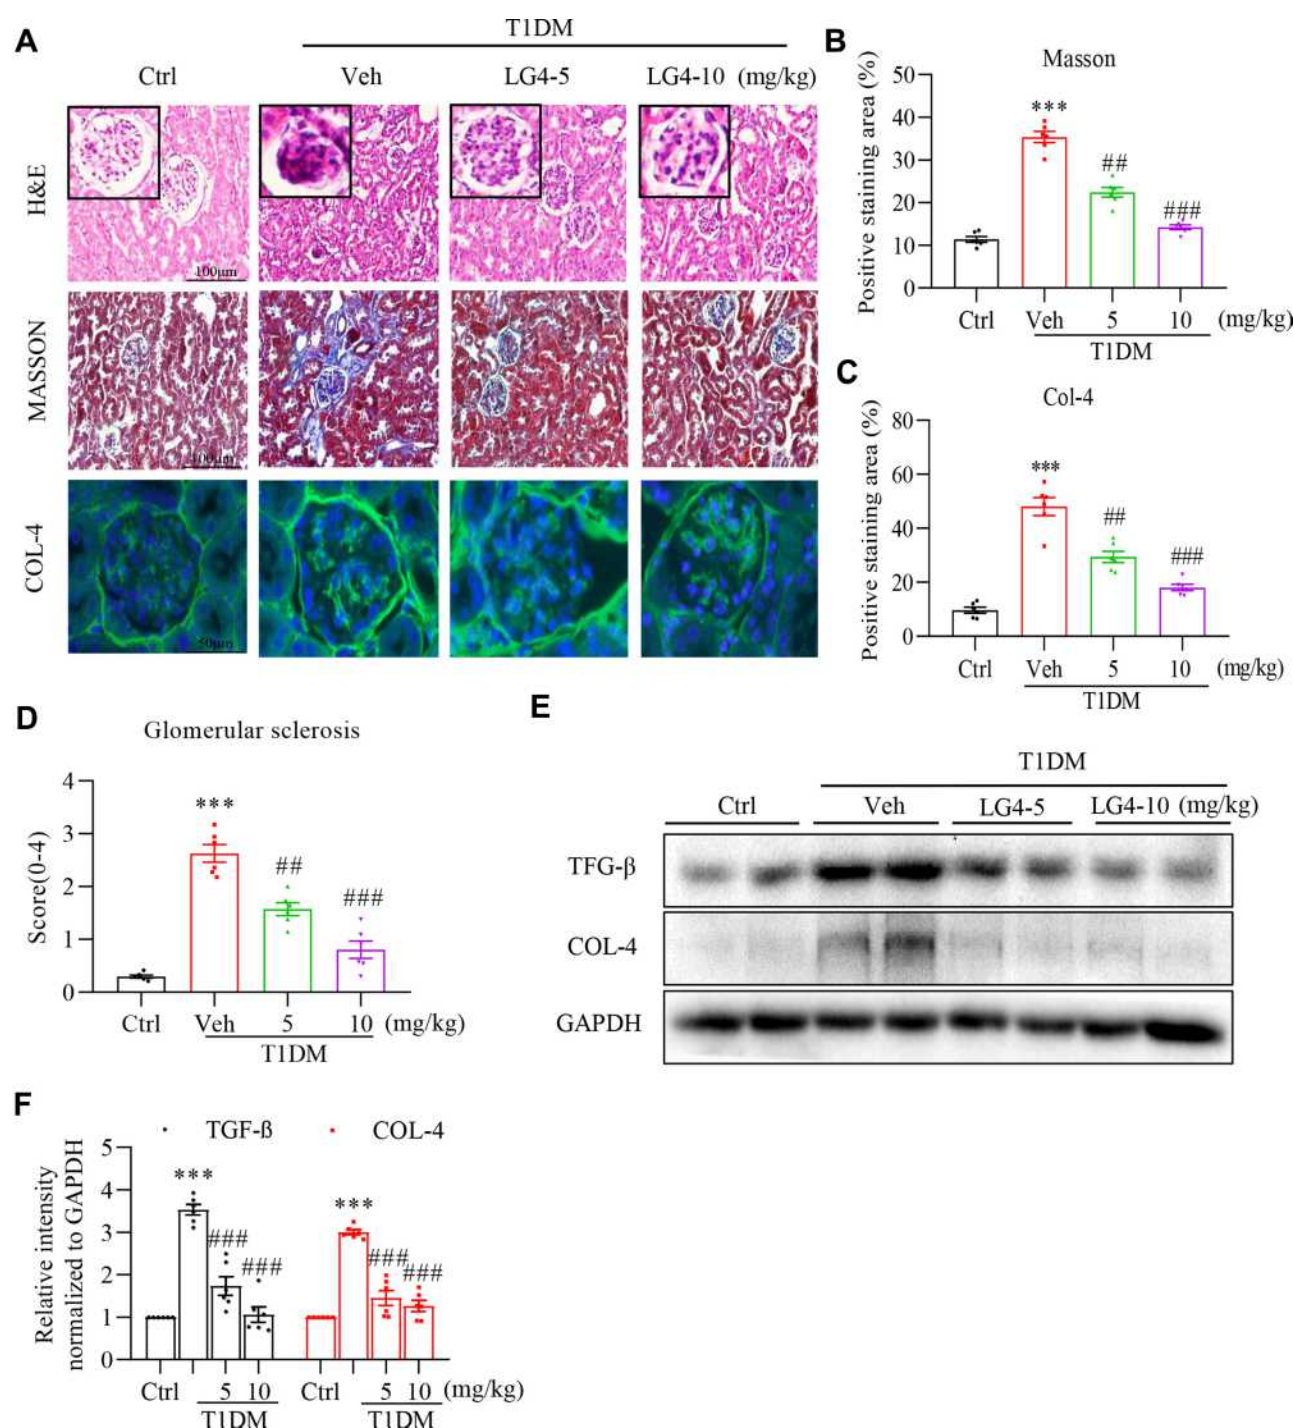 A
T1DM
Ctrl Veh LG4-5 LG4-10 (mg/kg)
H&E
100μm
MASSON
100μm
COL-4
50μm
B
Masson
Positive staining area (%)
50
40
30
20
10
0
***
##
###
Ctrl Veh 5 10 (mg/kg)
T1DM
C
Col-4
Positive staining area (%)
80
60
40
20
0
***
##
###
Ctrl Veh 5 10 (mg/kg)
T1DM
D
Glomerular sclerosis
Score(0-4)
4
3
2
1
0
***
##
###
Ctrl Veh 5 10 (mg/kg)
T1DM
E
T1DM
Ctrl Veh LG4-5 LG4-10 (mg/kg)
TFG-β
COL-4
GAPDH
F
TGF-ß COL-4
Relative intensity
normalized to GAPDH
5
4
3
2
1
0
***
###
###
***
###
###
Ctrl 5 10 Ctrl 5 10 (mg/kg)
T1DM T1DM